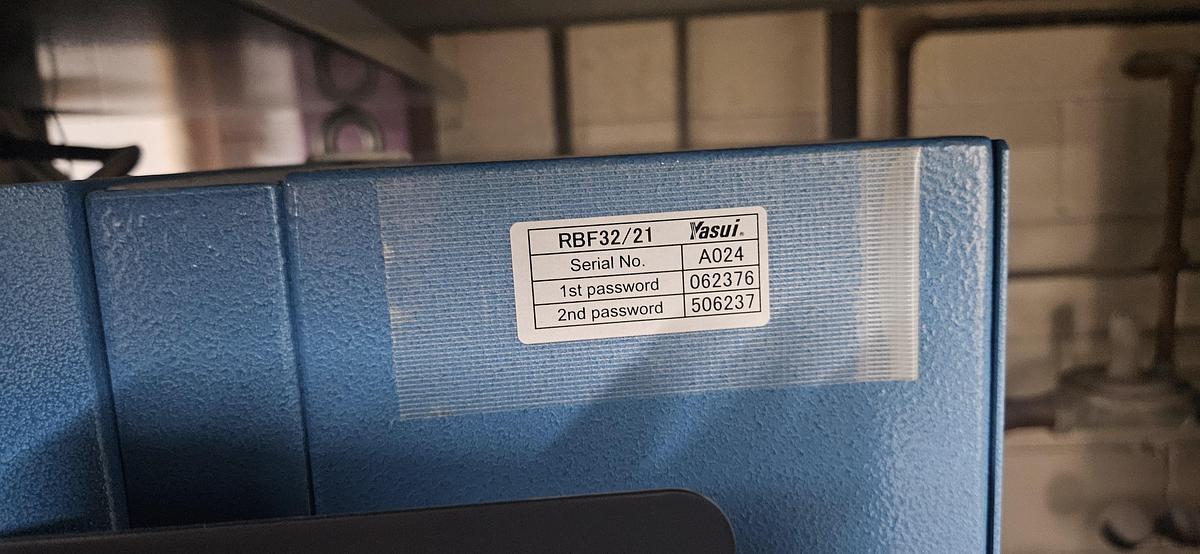 RBF32/21 Yasui®
Serial No. A024
1st password 062376
2nd password 506237